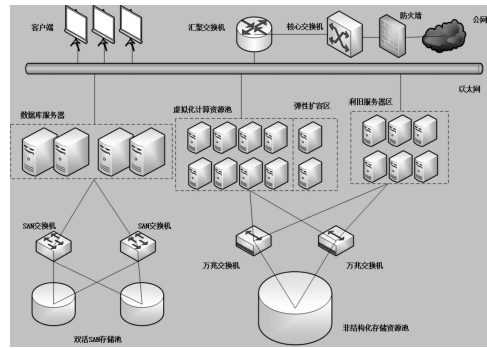 客户端
汇聚交换机
核心交换机
防火墙
公网
以太网
数据库服务器
虚拟化计算资源池
弹性扩容区
利旧服务器区
SAN交换机
SAN交换机
万兆交换机
万兆交换机
双活SAN存储池
非结构化存储资源池